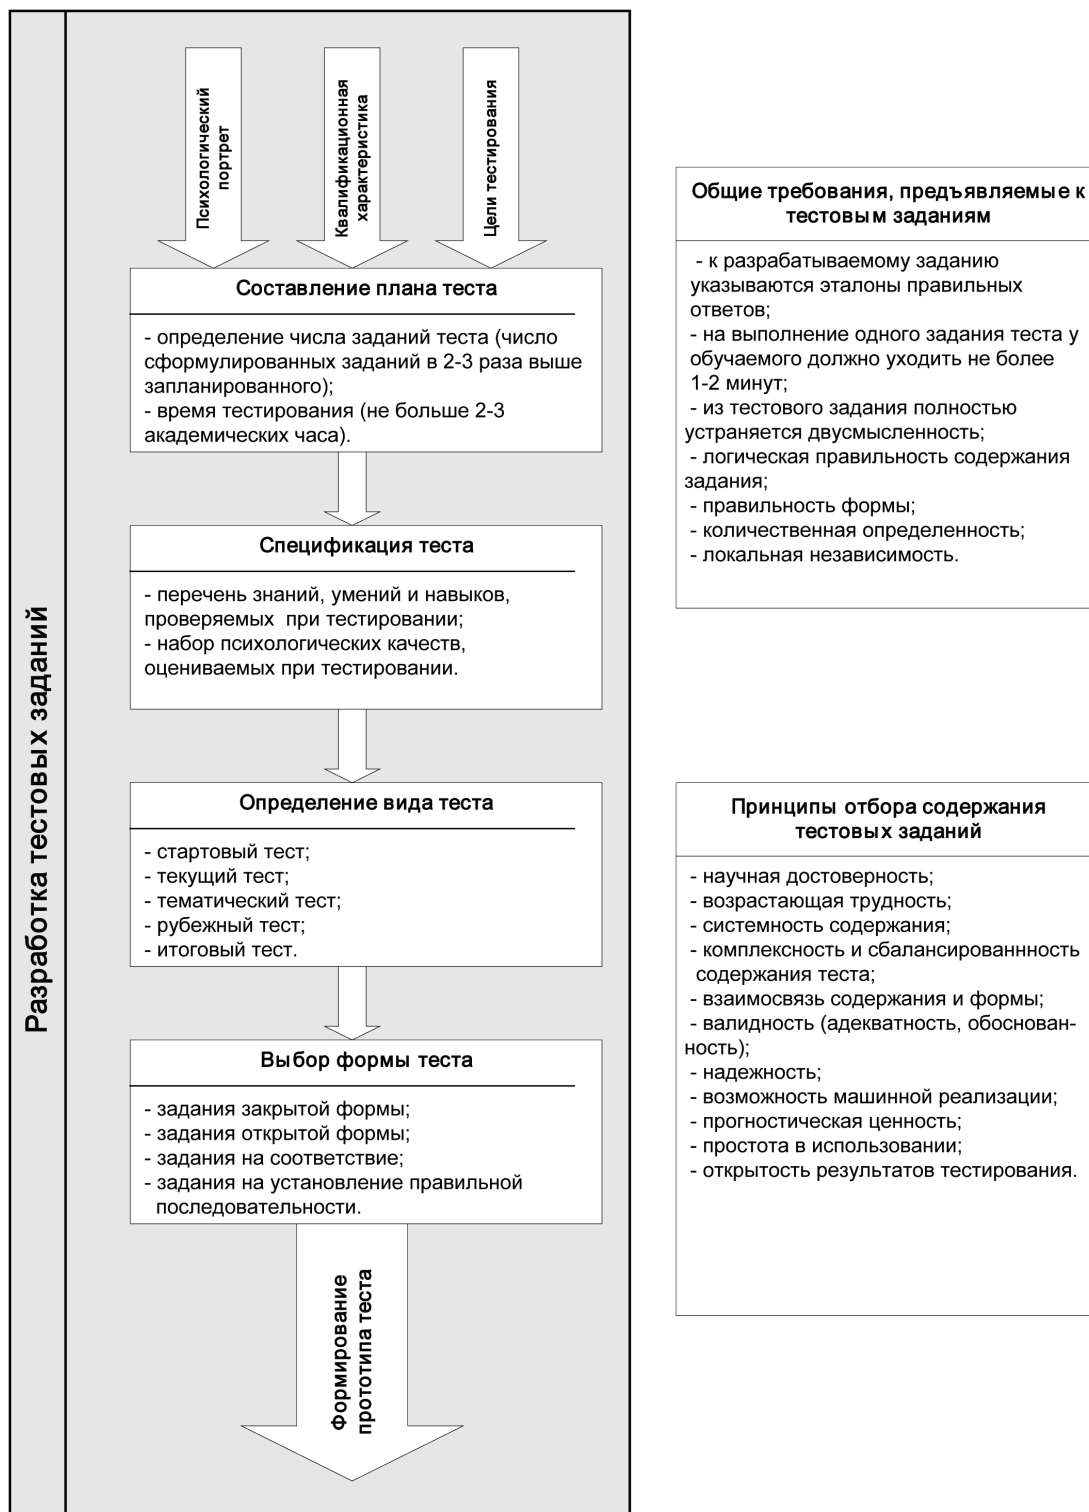 Разработка тестовых заданий
Психологический
портрет
Квалификационная
характеристика
Цели тестирования
Составление плана теста
- определение числа заданий теста (число
сформулированных заданий в 2-3 раза выше
запланированного);
- время тестирования (не больше 2-3
академических часа).
Спецификация теста
- перечень знаний, умений и навыков,
проверяемых при тестировании;
- набор психологических качеств,
оцениваемых при тестировании.
Определение вида теста
- стартовый тест;
- текущий тест;
- тематический тест;
- рубежный тест;
- итоговый тест.
Выбор формы теста
- задания закрытой формы;
- задания открытой формы;
- задания на соответствие;
- задания на установление правильной
последовательности.
Формирование
прототипа теста
Общие требования, предъявляемые к
тестовым заданиям
- к разрабатываемому заданию
указываются эталоны правильных
ответов;
- на выполнение одного задания теста у
обучаемого должно уходить не более
1-2 минут;
- из тестового задания полностью
устраняется двусмысленность;
- логическая правильность содержания
задания;
- правильность формы;
- количественная определенность;
- локальная независимость.
Принципы отбора содержания
тестовых заданий
- научная достоверность;
- возрастающая трудность;
- системность содержания;
- комплексность и сбалансированнность
содержания теста;
- взаимосвязь содержания и формы;
- валидность (адекватность, обоснован-
ность);
- надежность;
- возможность машинной реализации;
- прогностическая ценность;
- простота в использовании;
- открытость результатов тестирования.